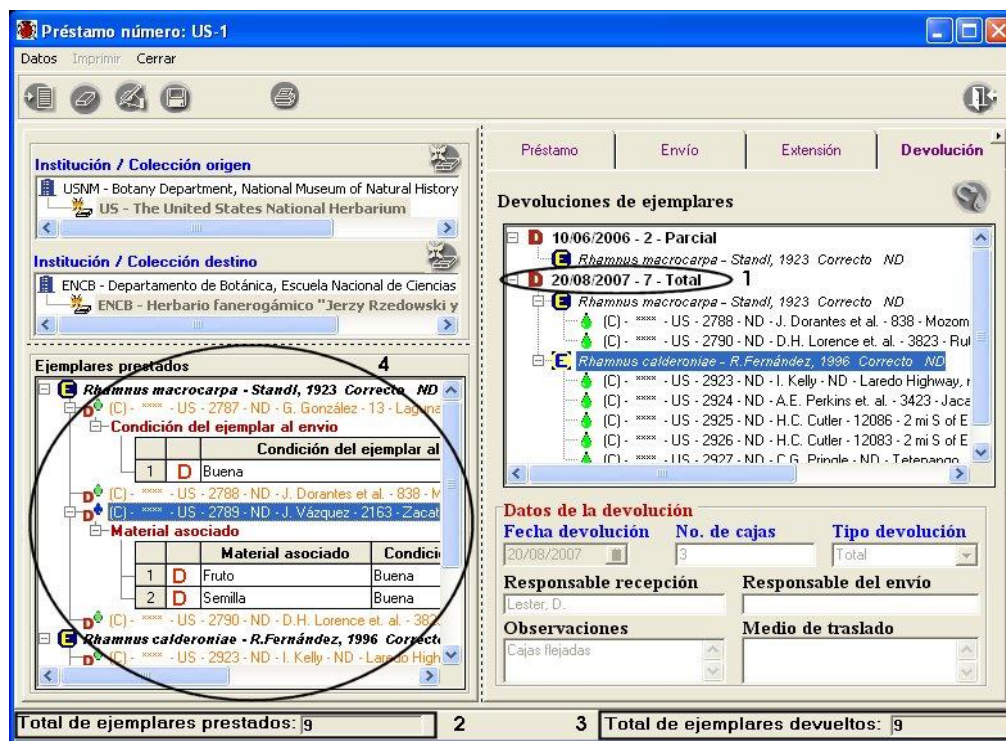 Préstamo número: US-1
Datos Imprimir Cerrar
Institución / Colección origen
USNM - Botany Department, National Museum of Natural History
US - The United States National Herbarium
Institución / Colección destino
ENCB - Departamento de Botánica, Escuela Nacional de Ciencias
ENCB - Herbario fanerogámico "Jerzy Rzedowski y
Ejemplares prestados 4
E Rhamnus macrocarpa - Standl, 1923 Correcto ND
D (C) - **** - US - 2787 - ND - G. González - 13 - Laguna
Condición del ejemplar al envio
Condición del ejemplar al
1 D Buena
D (C) - **** - US - 2788 - ND - J. Dorantes et al. - 838 - M
D (C) - **** - US - 2789 - ND - J. Vázquez - 2163 - Zacat
Material asociado
Material asociado Condici
1 D Fruto Buena
2 D Semilla Buena
D (C) - **** - US - 2790 - ND - D.H. Lorence et. al. - 382
E Rhamnus calderoniae - R.Fernández, 1996 Correcto
D (C) - **** - US - 2923 - ND - I. Kelly - ND - Laredo High
Préstamo Envío Extensión Devolución
Devoluciones de ejemplares
D 10/06/2006 - 2 - Parcial
E Rhamnus macrocarpa - Standl, 1923 Correcto ND
D 20/08/2007 - 7 - Total 1
E Rhamnus macrocarpa - Standl, 1923 Correcto ND
(C) - **** - US - 2788 - ND - J. Dorantes et al. - 838 - Mozom
(C) - **** - US - 2790 - ND - D.H. Lorence et. al. - 3823 - Rut
E Rhamnus calderoniae - R.Fernández, 1996 Correcto ND
(C) - **** - US - 2923 - ND - I. Kelly - ND - Laredo Highway,
(C) - **** - US - 2924 - ND - A.E. Perkins et. al. - 3423 - Jaca
(C) - **** - US - 2925 - ND - H.C. Cutler - 12086 - 2 mi S of E
(C) - **** - US - 2926 - ND - H.C. Cutler - 12083 - 2 mi S of E
(C) - **** - US - 2927 - ND - C.G. Pringle - ND - Tetepango
Datos de la devolución
Fecha devolución No. de cajas Tipo devolución
20/08/2007 3 Total
Responsable recepción Responsable del envío
Lester, D.
Observaciones Medio de traslado
Cajas flejadas
Total de ejemplares prestados: 9 2 3 Total de ejemplares devueltos: 9